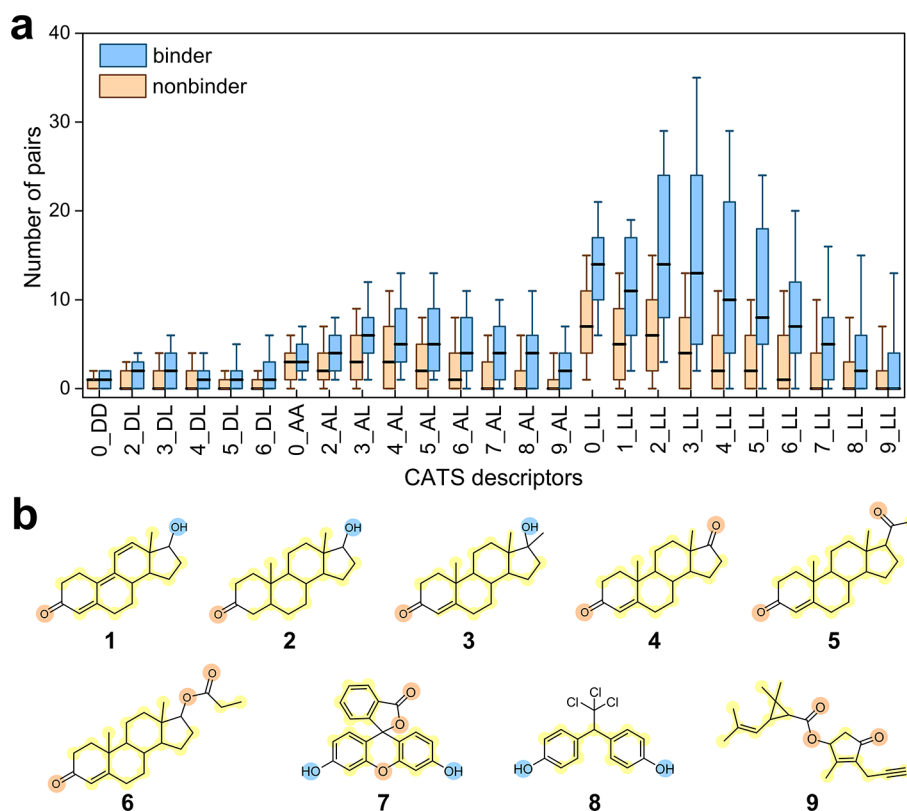 a
40
30
20
10
0
Number of pairs
binder
nonbinder
0_DD
2_DL
3_DL
4_DL
5_DL
6_DL
0_AA
2_AL
3_AL
4_AL
5_AL
6_AL
7_AL
8_AL
9_AL
0_LL
1_LL
2_LL
3_LL
4_LL
5_LL
6_LL
7_LL
8_LL
9_LL
CATS descriptors
b
OH
O
1
OH
O
2
OH
O
3
O
O
4
O
O
5
O
O
O
6
O
O
HO
O
OH
7
Cl
Cl
Cl
HO
OH
8
O
O
O
9